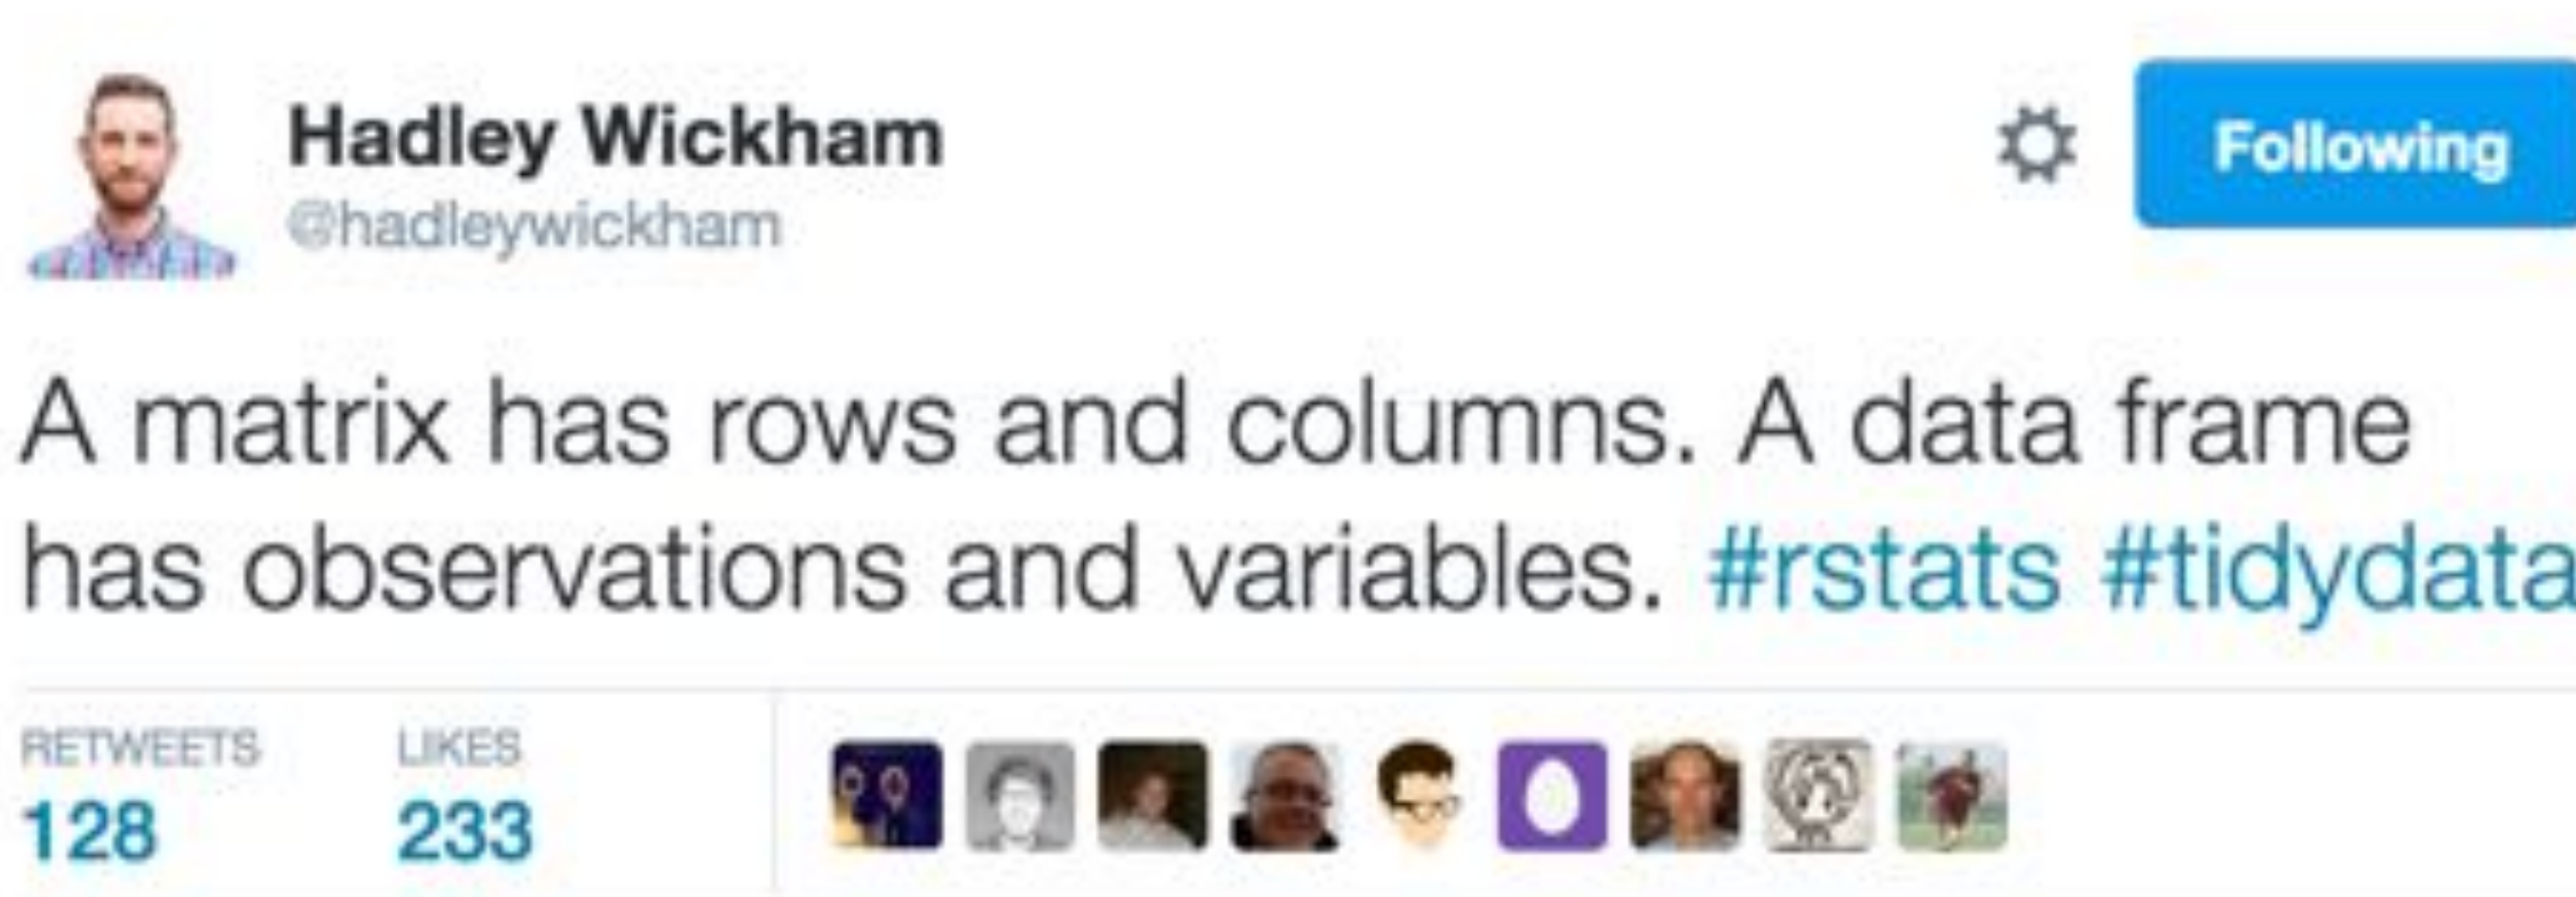 Hadley Wickham
@hadleywickham
Following
A matrix has rows and columns. A data frame
has observations and variables. #rstats #tidydata
RETWEETS LIKES
128 233